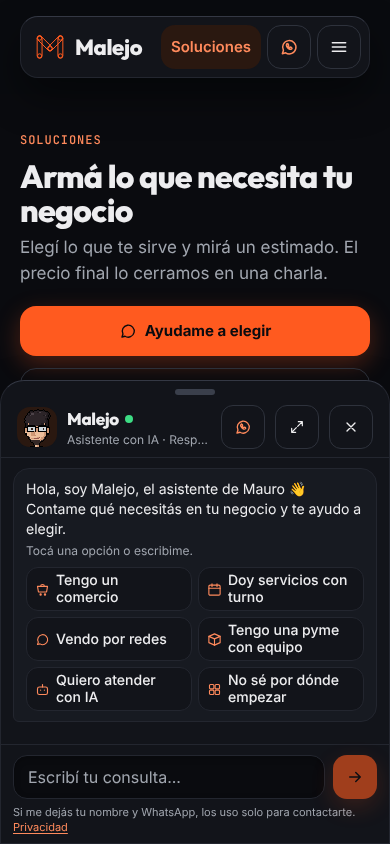 Malejo
Soluciones
SOLUCIONES
Armá lo que necesita tu
negocio
Elegí lo que te sirve y mirá un estimado. El
precio final lo cerramos en una charla.
Ayudame a elegir
Malejo
Asistente con IA · Resp...
Hola, soy Malejo, el asistente de Mauro 👋
Contame qué necesitás en tu negocio y te ayudo a
elegir.
Tocá una opción o escribime.
Tengo un
comercio
Doy servicios con
turno
Vendo por redes
Tengo una pyme
con equipo
Quiero atender
con IA
No sé por dónde
empezar
Escribí tu consulta...
Si me dejás tu nombre y WhatsApp, los uso solo para contactarte.
Privacidad